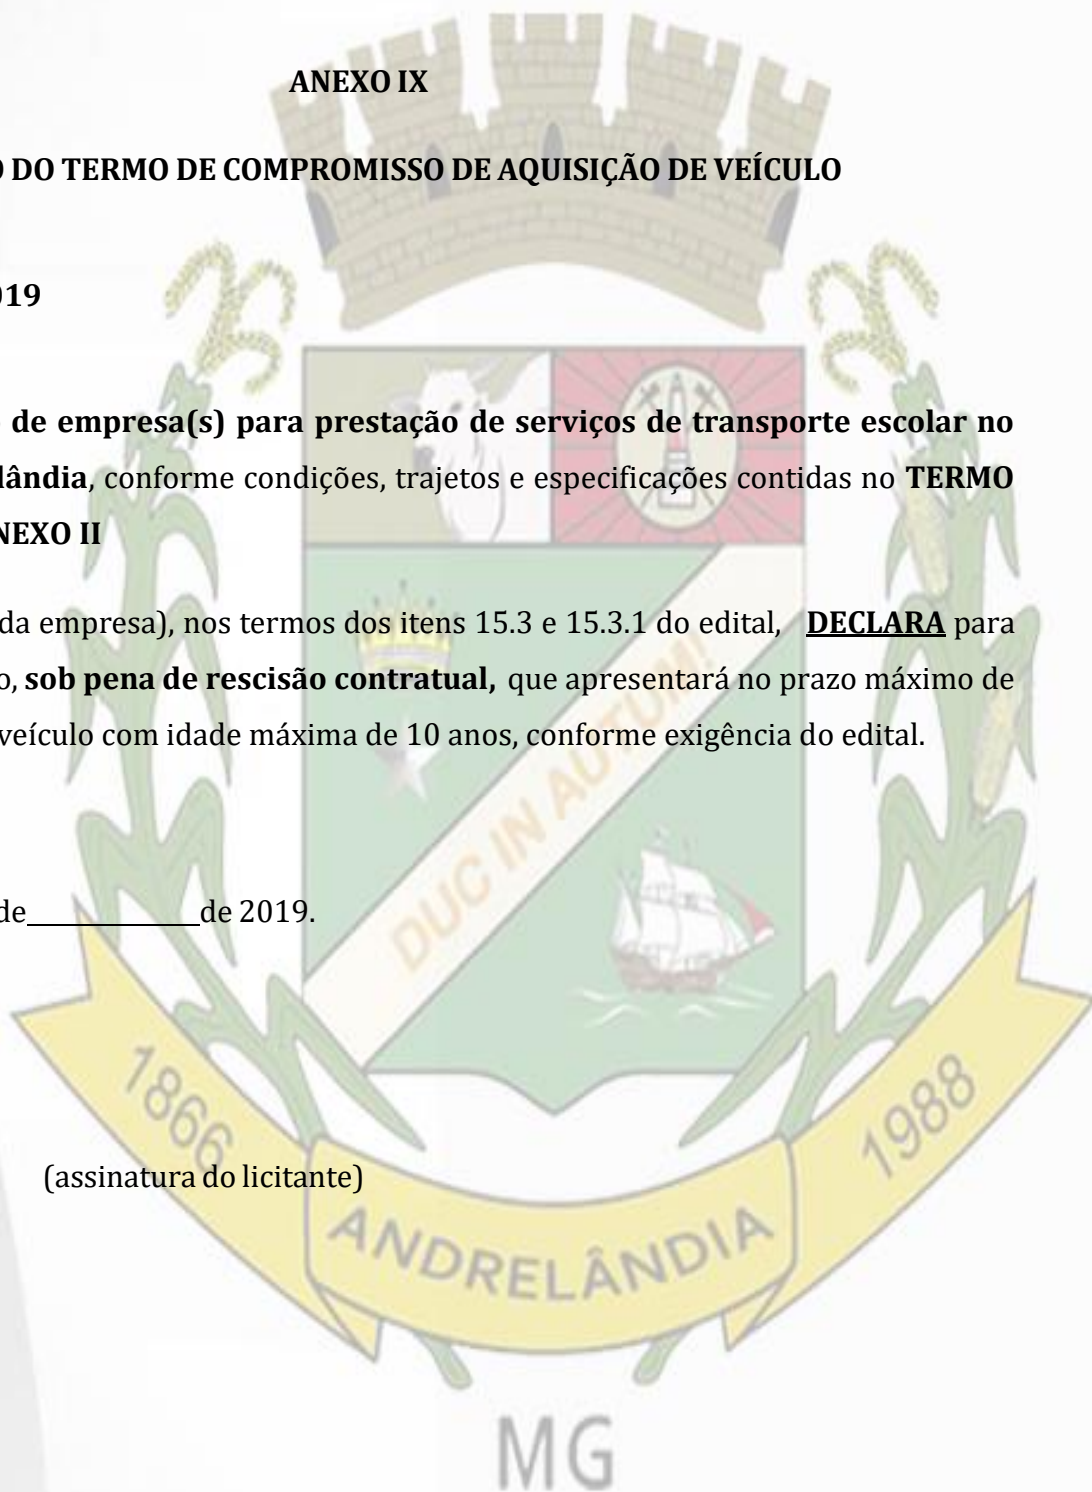 ANEXO IX
O DO TERMO DE COMPROMISSO DE AQUISIÇÃO DE VEÍCULO
019
de empresa(s) para prestação de serviços de transporte escolar no
lândia, conforme condições, trajetos e especificações contidas no TERMO
NEXO II
da empresa), nos termos dos itens 15.3 e 15.3.1 do edital, DECLARA para
o, sob pena de rescisão contratual, que apresentará no prazo máximo de
veículo com idade máxima de 10 anos, conforme exigência do edital.
DUC IN AUTUM!
de_____________de 2019.
1866
1988
(assinatura do licitante)
ANDRELÂNDIA
MG